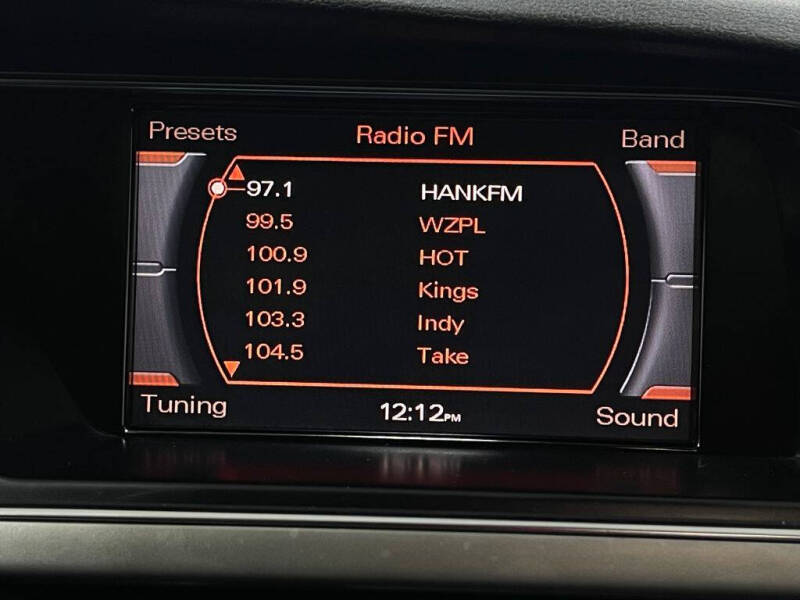 Presets Radio FM Band
97.1 HANKFM
99.5 WZPL
100.9 HOT
101.9 Kings
103.3 Indy
104.5 Take
Tuning 12:12PM Sound